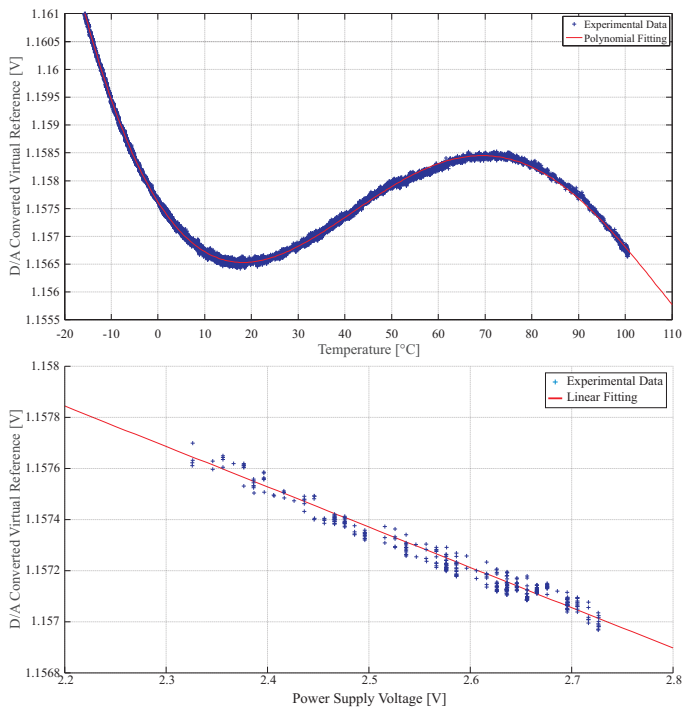 1.161
1.1605
1.16
1.1595
1.159
1.1585
1.158
1.1575
1.157
1.1565
1.156
1.1555
D/A Converted Virtual Reference [V]
Experimental Data
Polynomial Fitting
-20 -10 0 10 20 30 40 50 60 70 80 90 100 110
Temperature [°C]
1.158
1.1578
1.1576
1.1574
1.1572
1.157
1.1568
D/A Converted Virtual Reference [V]
Experimental Data
Linear Fitting
2.2 2.3 2.4 2.5 2.6 2.7 2.8
Power Supply Voltage [V]